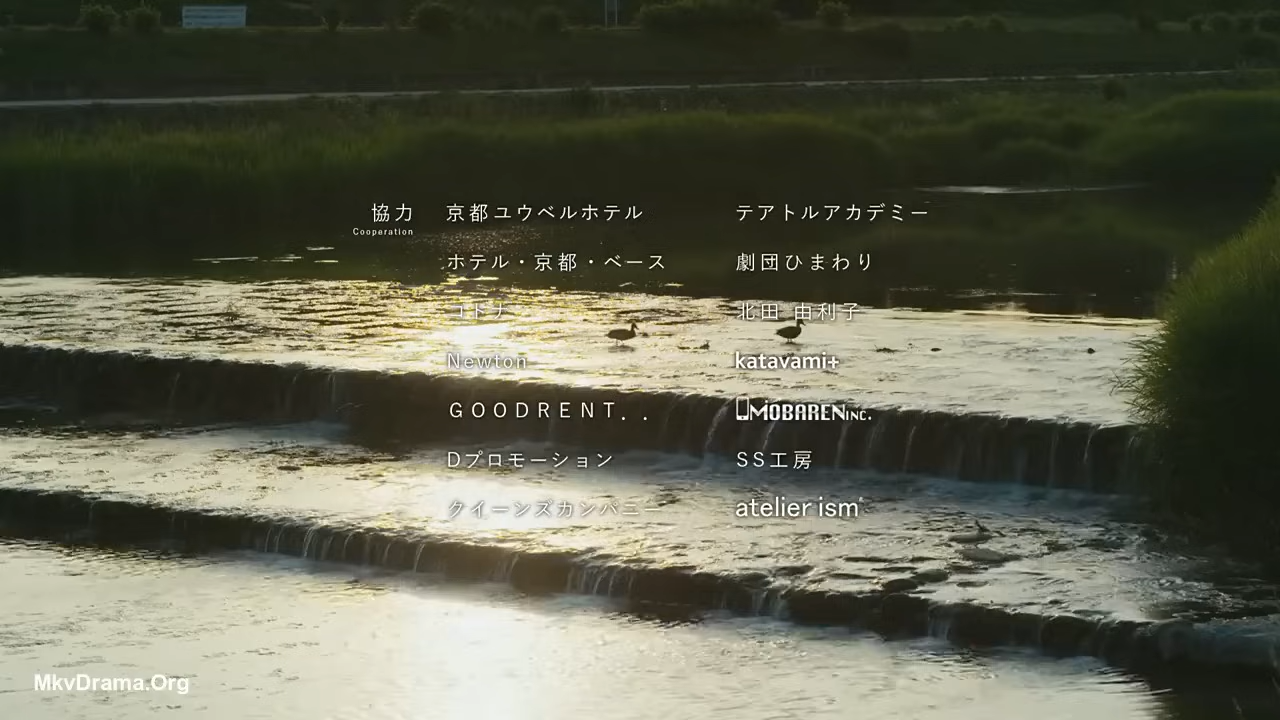 協力
Cooperation
京都ユウベルホテル
テアトルアカデミー
ホテル・京都・ベース
劇団ひまわり
コトナ
北田 由利子
Newton
katavami+
GOODRENT..
MOBAREN INC.
Dプロモーション
SS工房
クイーンズカンパニー
atelier ism
MkvDrama.Org